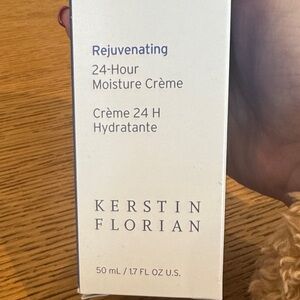 Rejuvenating
24-Hour
Moisture Crème
Crème 24 H
Hydratante
KERSTIN
FLORIAN
50 mL / 1.7 FL OZ U.S.